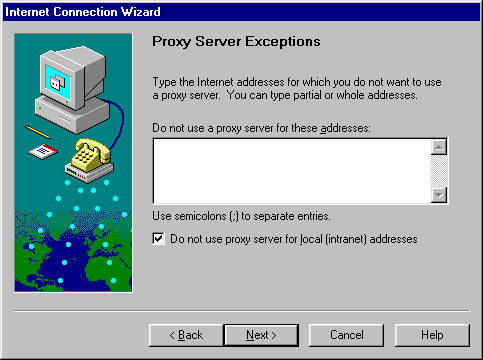 Internet Connection Wizard
Proxy Server Exceptions
Type the Internet addresses for which you do not want to use
a proxy server. You can type partial or whole addresses.
Do not use a proxy server for these addresses:
Use semicolons (;) to separate entries.
Do not use proxy server for local (intranet) addresses
< Back
Next >
Cancel
Help